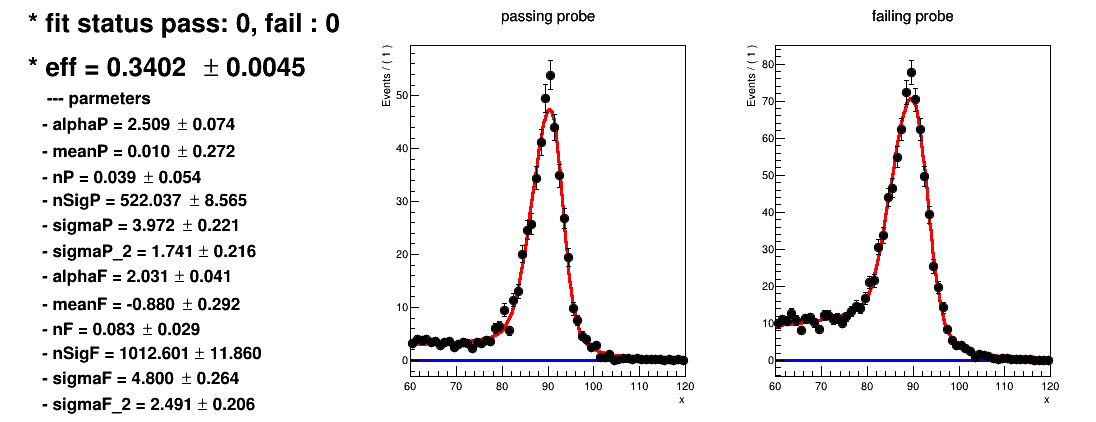 * fit status pass: 0, fail : 0
* eff = 0.3402 ± 0.0045
--- parmeters
- alphaP = 2.509 ± 0.074
- meanP = 0.010 ± 0.272
- nP = 0.039 ± 0.054
- nSigP = 522.037 ± 8.565
- sigmaP = 3.972 ± 0.221
- sigmaP_2 = 1.741 ± 0.216
- alphaF = 2.031 ± 0.041
- meanF = -0.880 ± 0.292
- nF = 0.083 ± 0.029
- nSigF = 1012.601 ± 11.860
- sigmaF = 4.800 ± 0.264
- sigmaF_2 = 2.491 ± 0.206
passing probe
Events / ( 1 )
50
40
30
20
10
0
60 70 80 90 100 110 120
x
failing probe
Events / ( 1 )
80
70
60
50
40
30
20
10
0
60 70 80 90 100 110 120
x